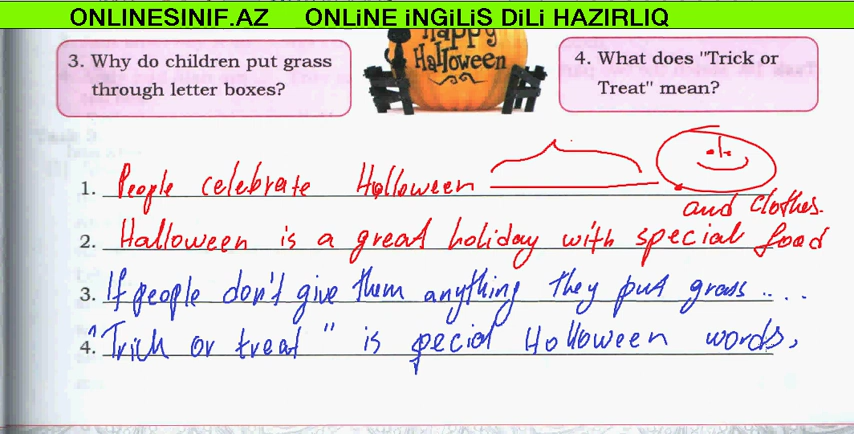 ONLINESINIF.AZ ONLiNE iNGiLiS DiLi HAZIRLIQ
3. Why do children put grass
through letter boxes?
Happy
Halloween
4. What does "Trick or
Treat" mean?
1. People celebrate Halloween
and clothes.
2. Halloween is a great holiday with special food
3. If people don't give them anything they put grass ....
4. "Trick or treat" is pecial Holloween words,